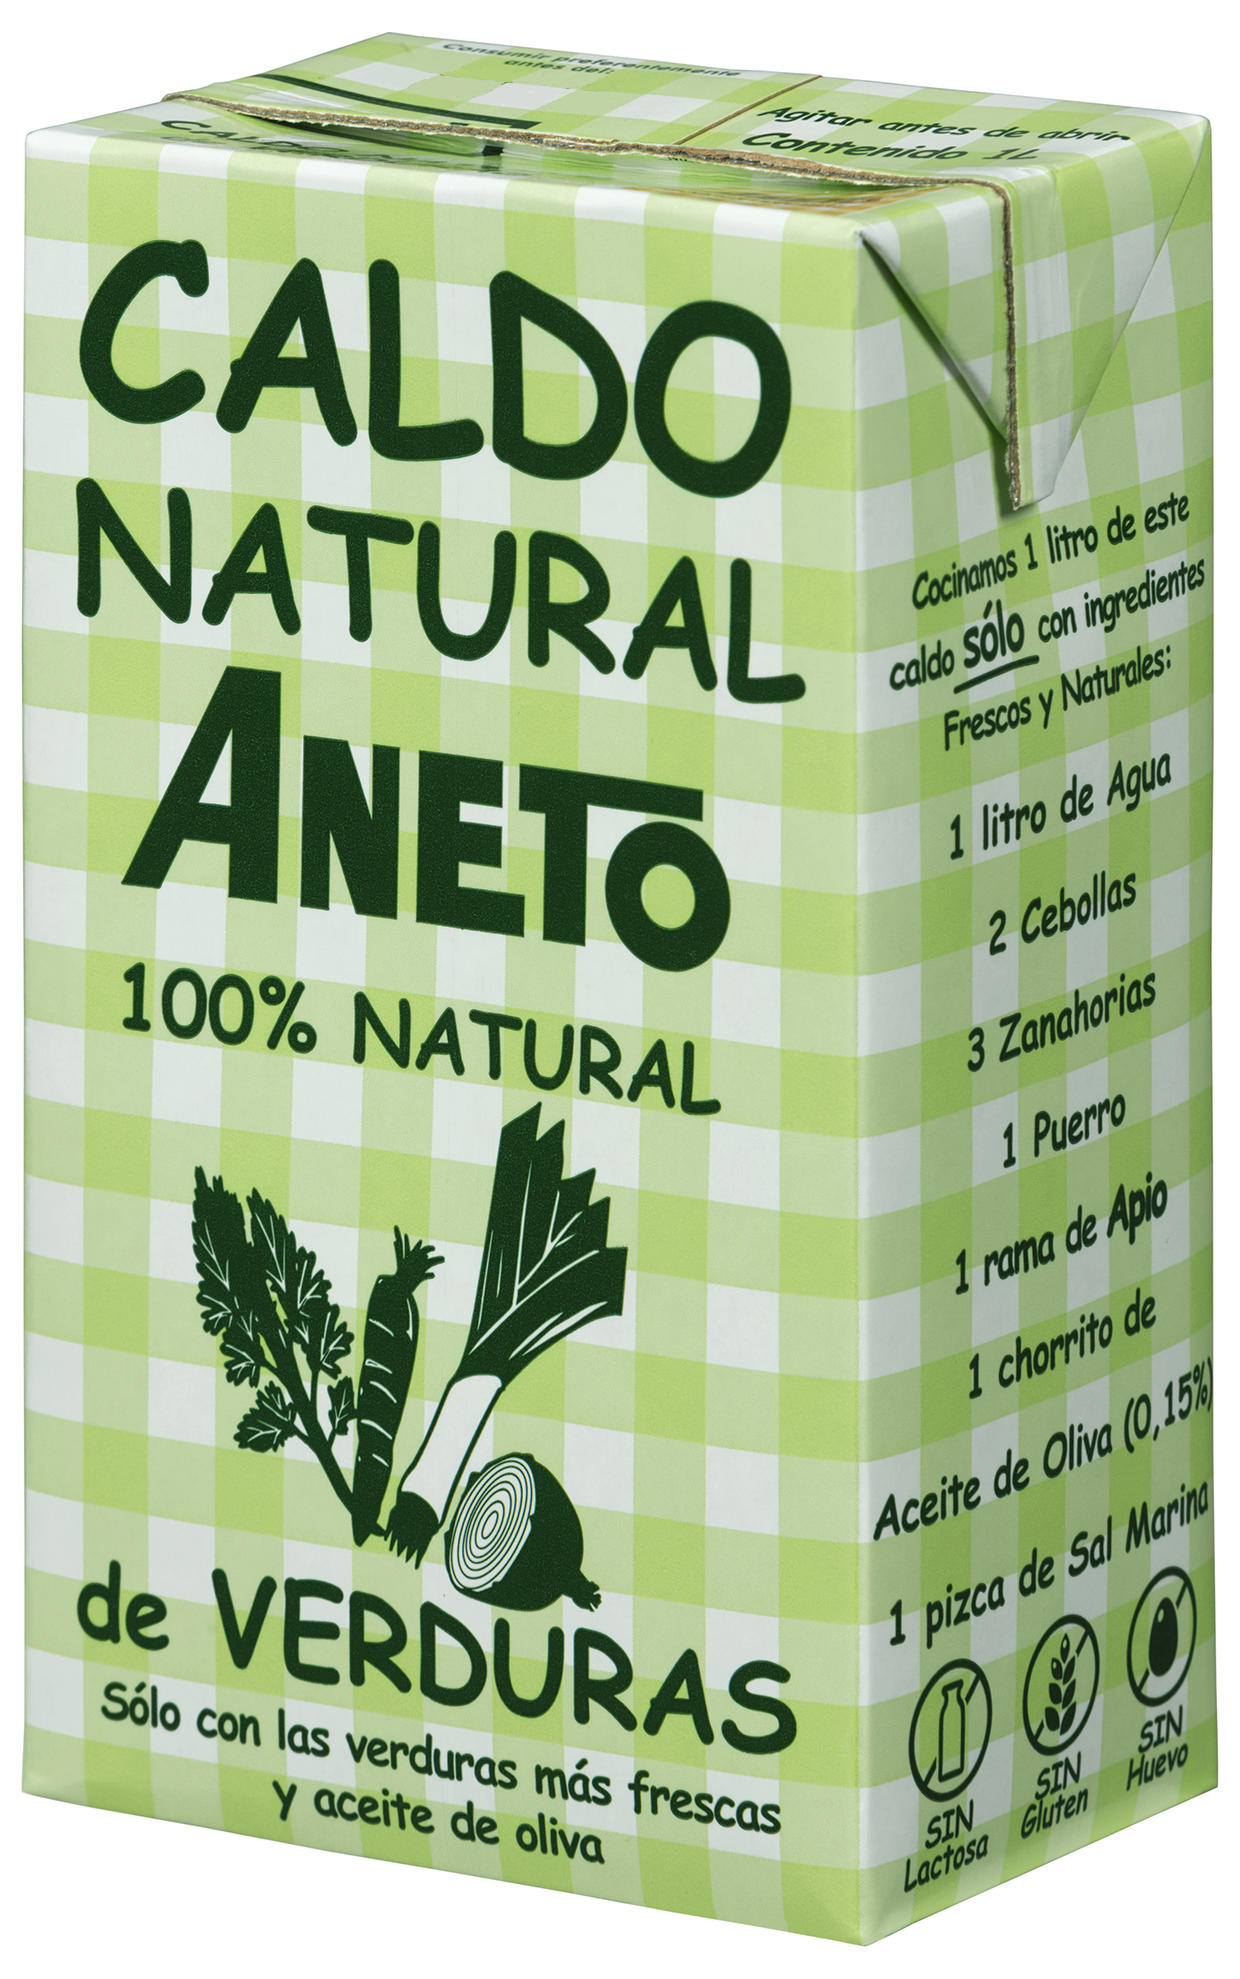 Consumir preferentemente
antes del:
Agitar antes de abrir
Contenido 1L
CALDO
NATURAL
ANETO
100% NATURAL
de VERDURAS
Sólo con las verduras más frescas
y aceite de oliva
Cocinamos 1 litro de este
caldo sólo con ingredientes
Frescos y Naturales:
1 litro de Agua
2 Cebollas
3 Zanahorias
1 Puerro
1 rama de Apio
1 chorrito de
Aceite de Oliva (0,15%)
1 pizca de Sal Marina
SIN
Lactosa
SIN
Gluten
SIN
Huevo